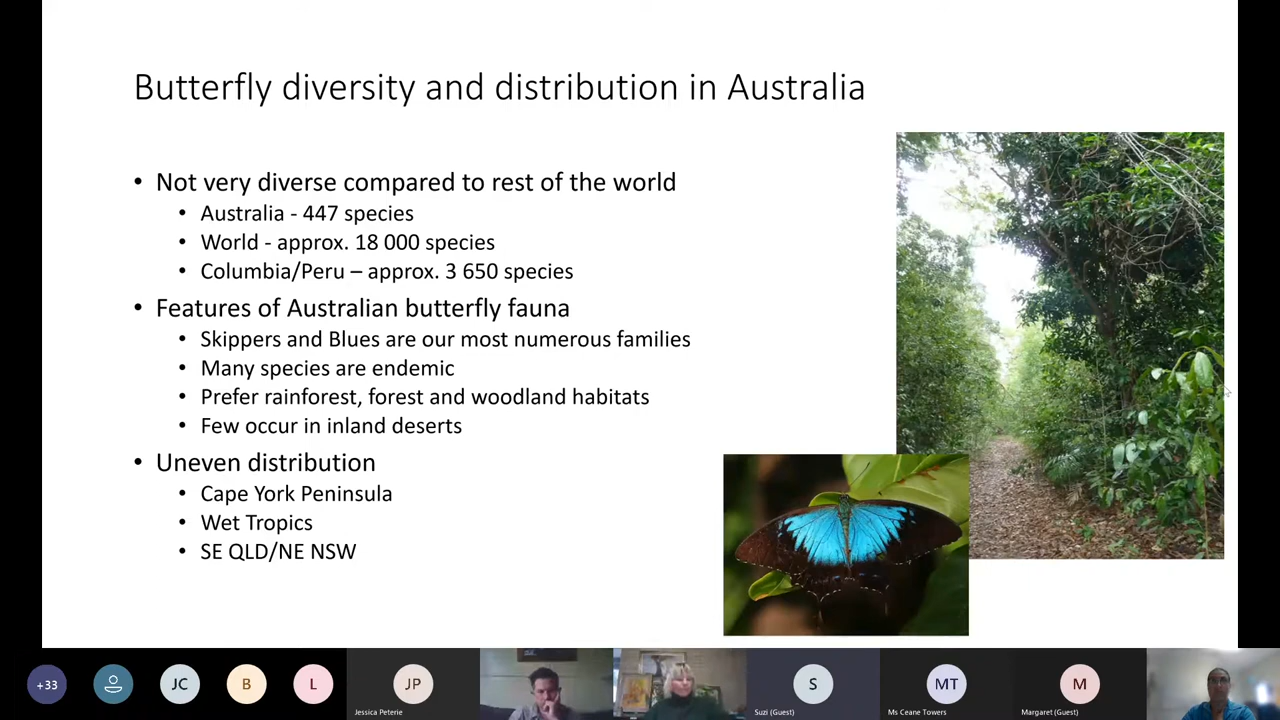 Butterfly diversity and distribution in Australia
• Not very diverse compared to rest of the world
• Australia - 447 species
• World - approx. 18 000 species
• Columbia/Peru – approx. 3 650 species
• Features of Australian butterfly fauna
• Skippers and Blues are our most numerous families
• Many species are endemic
• Prefer rainforest, forest and woodland habitats
• Few occur in inland deserts
• Uneven distribution
• Cape York Peninsula
• Wet Tropics
• SE QLD/NE NSW
+33
JC
B
L
JP
S
MT
M
Jessica Peterie
Suzi (Guest)
Ms Ceane Towers
Margaret (Guest)